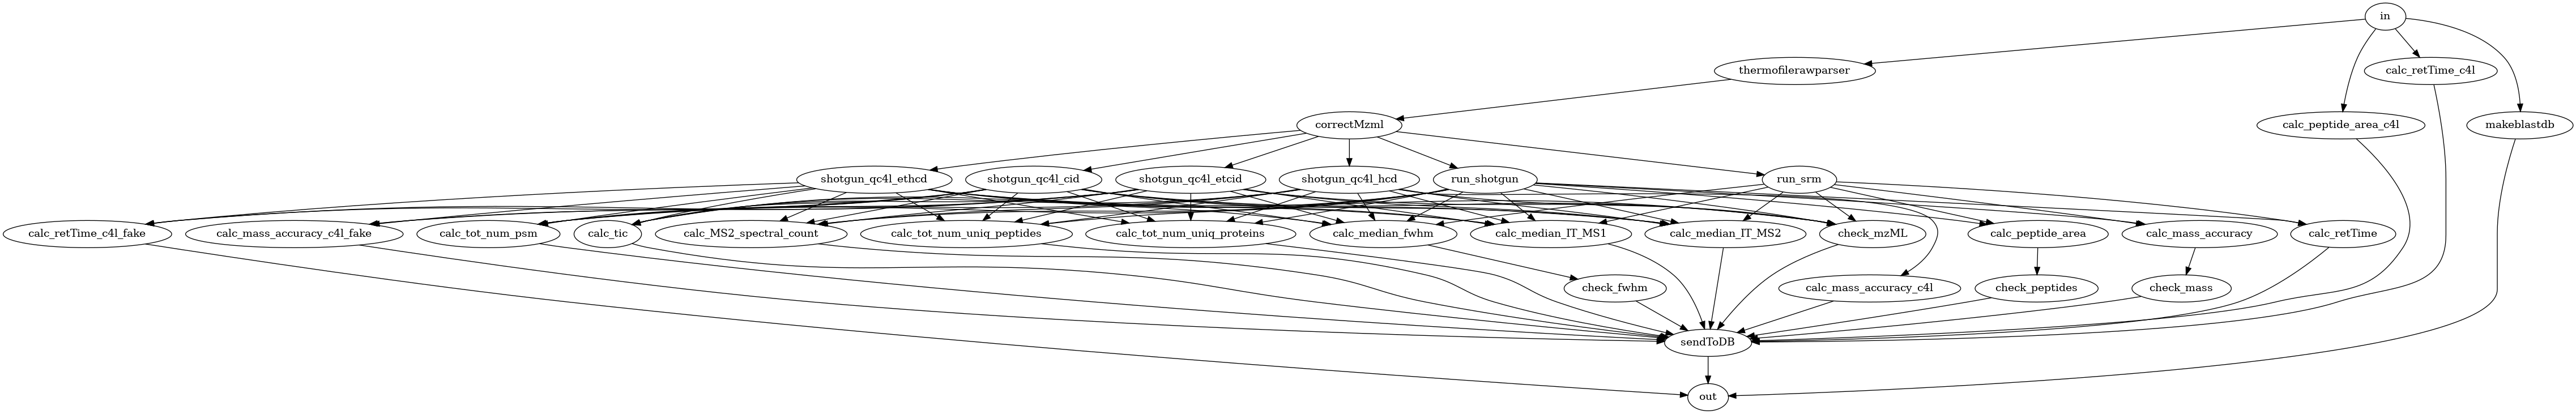 in
thermofilerawparser
calc_retTime_c4l
correctMzml
calc_peptide_area_c4l
makeblastdb
shotgun_qc4l_ethcd
shotgun_qc4l_cid
shotgun_qc4l_etcid
shotgun_qc4l_hcd
run_shotgun
run_srm
calc_retTime_c4l_fake
calc_mass_accuracy_c4l_fake
calc_tot_num_psm
calc_tic
calc_MS2_spectral_count
calc_tot_num_uniq_peptides
calc_tot_num_uniq_proteins
calc_median_fwhm
calc_median_IT_MS1
calc_median_IT_MS2
check_mzML
calc_peptide_area
calc_mass_accuracy
calc_retTime
check_fwhm
calc_mass_accuracy_c4l
check_peptides
check_mass
sendToDB
out